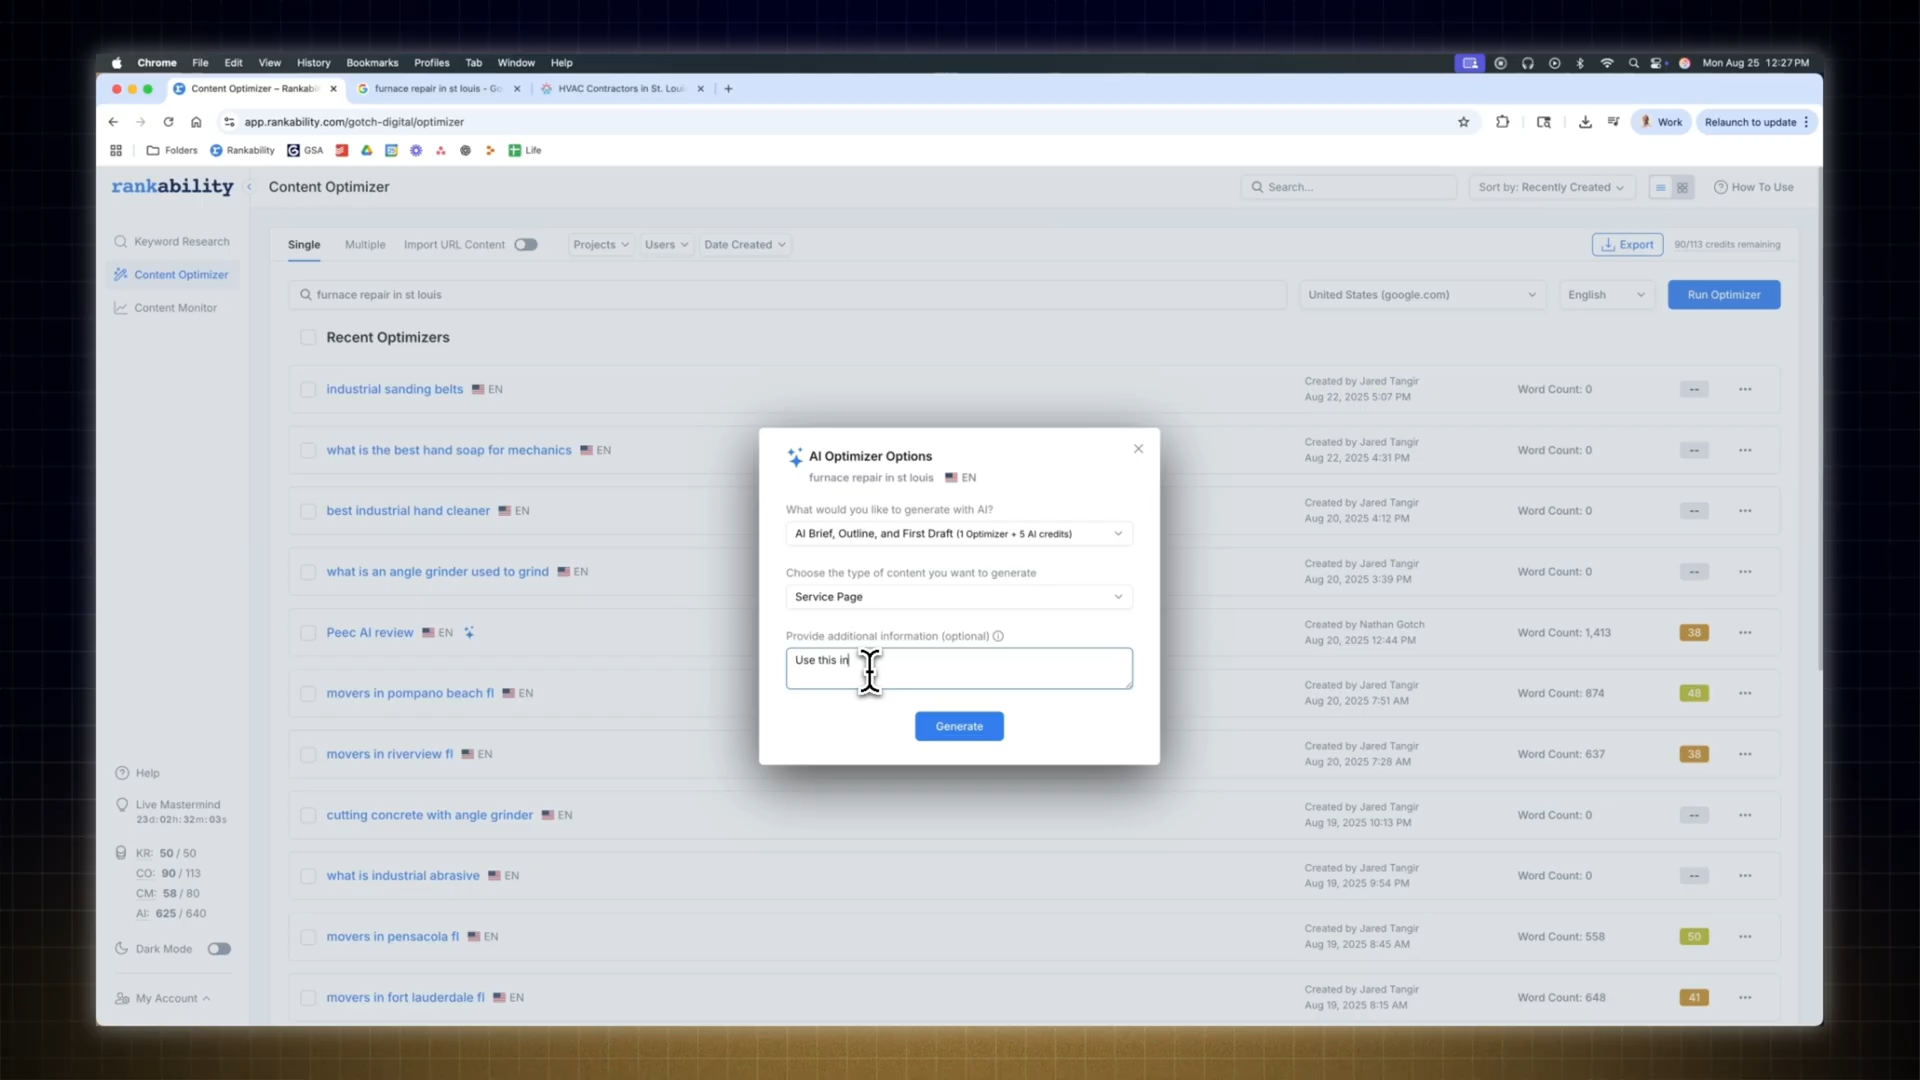 Chrome File Edit View History Bookmarks Profiles Tab Window Help Mon Aug 25 12:27 PM
Content Optimizer – Rankabi furnace repair in st louis - Go HVAC Contractors in St. Loui
app.rankability.com/gotch-digital/optimizer Work Relaunch to update
Folders Rankability GSA Life
rankability Content Optimizer Search... Sort by: Recently Created How To Use
Keyword Research
Content Optimizer
Content Monitor
Single Multiple Import URL Content Projects Users Date Created Export 90/113 credits remaining
furnace repair in st louis United States (google.com) English Run Optimizer
Recent Optimizers
industrial sanding belts EN Created by Jared Tangir Word Count: 0 --
Aug 22, 2025 5:07 PM
what is the best hand soap for mechanics EN Created by Jared Tangir Word Count: 0 --
Aug 22, 2025 4:31 PM
best industrial hand cleaner EN Created by Jared Tangir Word Count: 0 --
Aug 20, 2025 4:12 PM
what is an angle grinder used to grind EN Created by Jared Tangir Word Count: 0 --
Aug 20, 2025 3:39 PM
Peec AI review EN Created by Nathan Gotch Word Count: 1,413 38
Aug 20, 2025 12:44 PM
movers in pompano beach fl EN Created by Jared Tangir Word Count: 874 48
Aug 20, 2025 7:51 AM
movers in riverview fl EN Created by Jared Tangir Word Count: 637 38
Aug 20, 2025 7:28 AM
cutting concrete with angle grinder EN Created by Jared Tangir Word Count: 0 --
Aug 19, 2025 10:13 PM
what is industrial abrasive EN Created by Jared Tangir Word Count: 0 --
Aug 19, 2025 9:54 PM
movers in pensacola fl EN Created by Jared Tangir Word Count: 558 50
Aug 19, 2025 8:45 AM
movers in fort lauderdale fl EN Created by Jared Tangir Word Count: 648 41
Aug 19, 2025 8:15 AM
AI Optimizer Options
furnace repair in st louis EN
What would you like to generate with AI?
AI Brief, Outline, and First Draft (1 Optimizer + 5 AI credits)
Choose the type of content you want to generate
Service Page
Provide additional information (optional)
Use this in
Generate
Help
Live Mastermind
23d:02h:32m:03s
KR: 50 / 50
CO: 90 / 113
CM: 58 / 80
AI: 625 / 640
Dark Mode
My Account